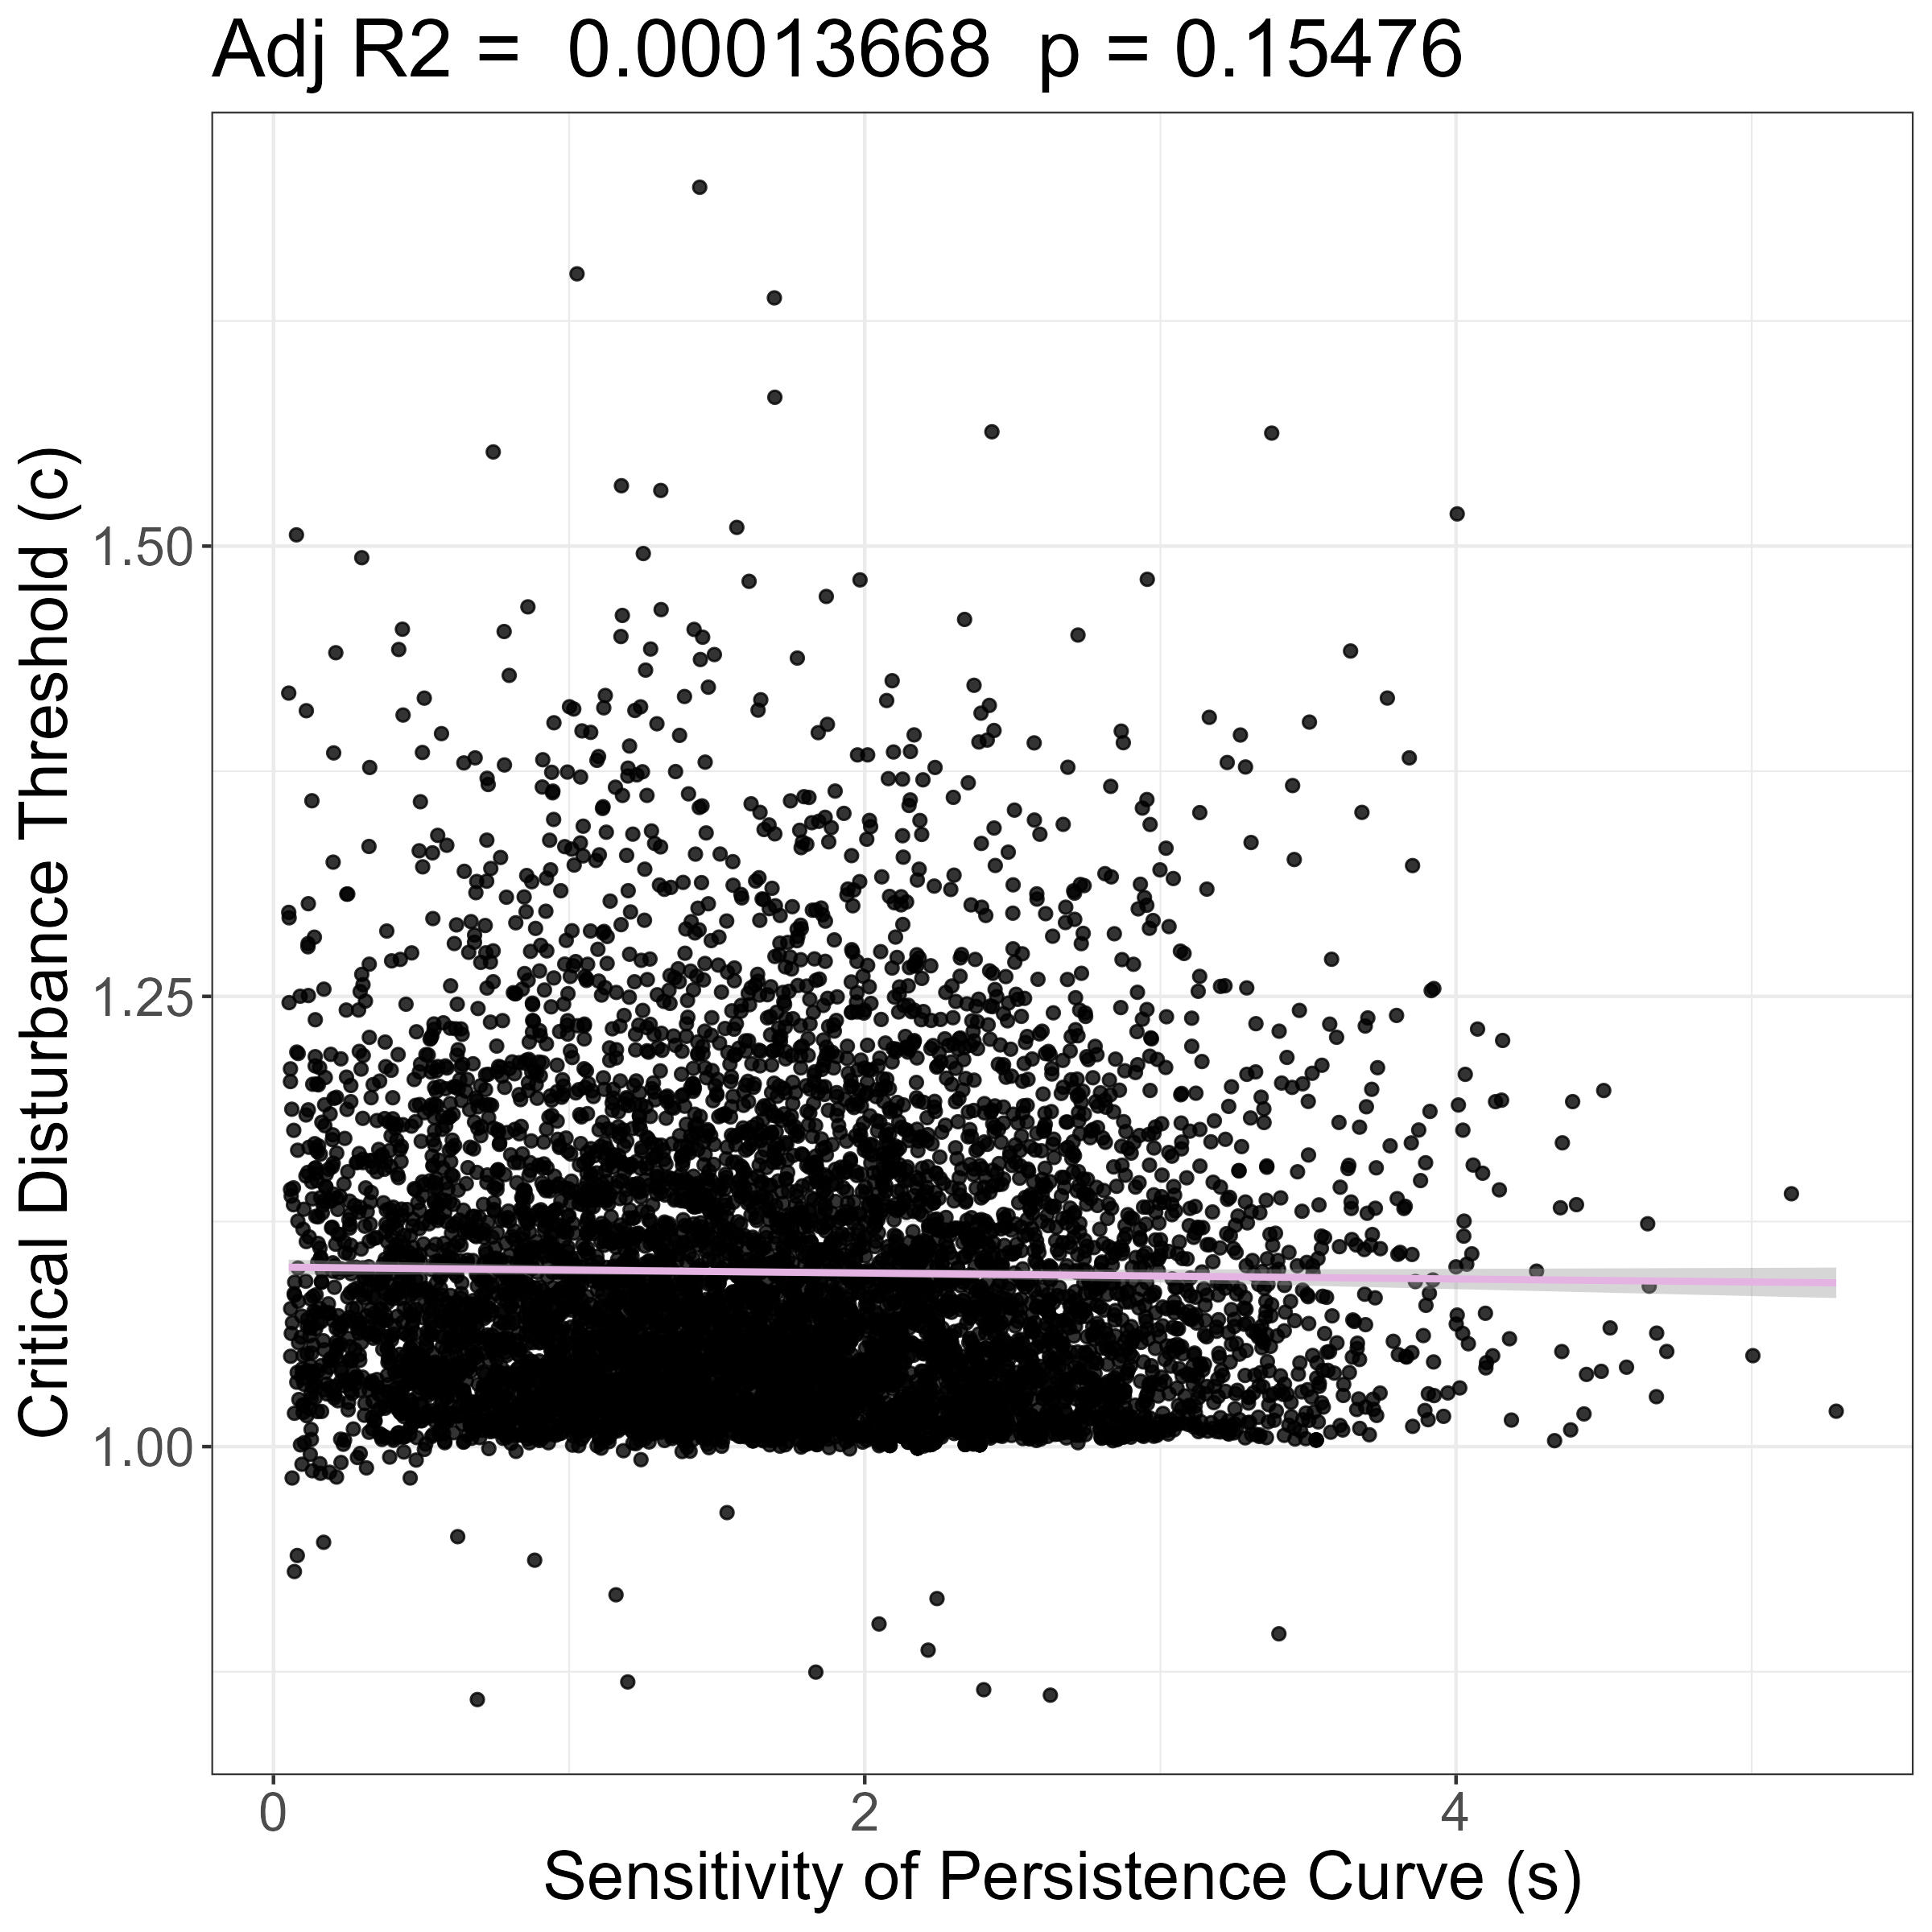 Adj R2 =  0.00013668  p = 0.15476
Critical Disturbance Threshold (c)
1.50
1.25
1.00
0
2
4
Sensitivity of Persistence Curve (s)